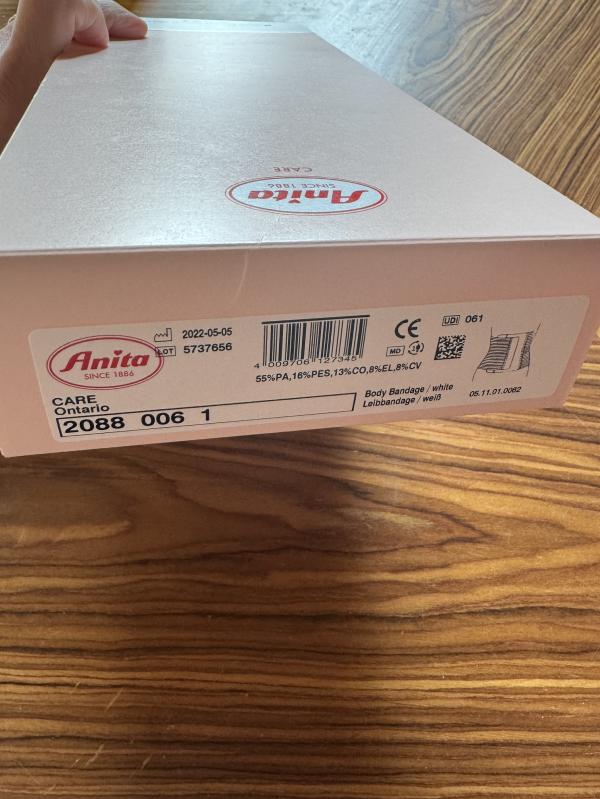 CARE
SINCE 1886
Anita
Anita
SINCE 1886
2022-05-05
LOT 5737656
4 009706 127345
55%PA,16%PES,13%CO,8%EL,8%CV
CE
UDI 061
MD
CARE
Ontario
2088 006 1
Body Bandage / white
Leibbandage / weiß
05.11.01.0062